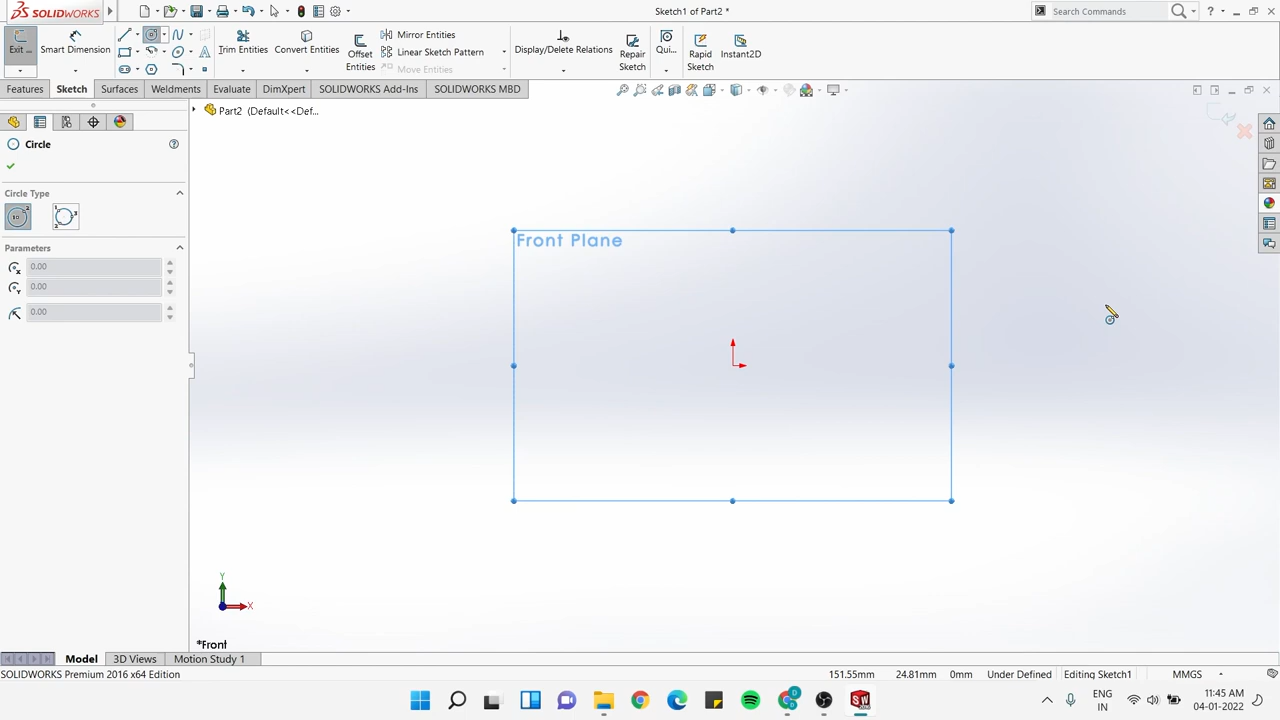 SOLIDWORKS
Sketch1 of Part2 *
Search Commands
?
Exit ...
Smart Dimension
Trim Entities
Convert Entities
Offset Entities
Mirror Entities
Linear Sketch Pattern
Move Entities
Display/Delete Relations
Repair Sketch
Qui...
Rapid Sketch
Instant2D
Features
Sketch
Surfaces
Weldments
Evaluate
DimXpert
SOLIDWORKS Add-Ins
SOLIDWORKS MBD
Part2 (Default<<Def...
Circle
?
Circle Type
Parameters
0.00
0.00
0.00
Front Plane
Y
X
*Front
Model
3D Views
Motion Study 1
SOLIDWORKS Premium 2016 x64 Edition
151.55mm
24.81mm
0mm
Under Defined
Editing Sketch1
MMGS
ENG
IN
11:45 AM
04-01-2022